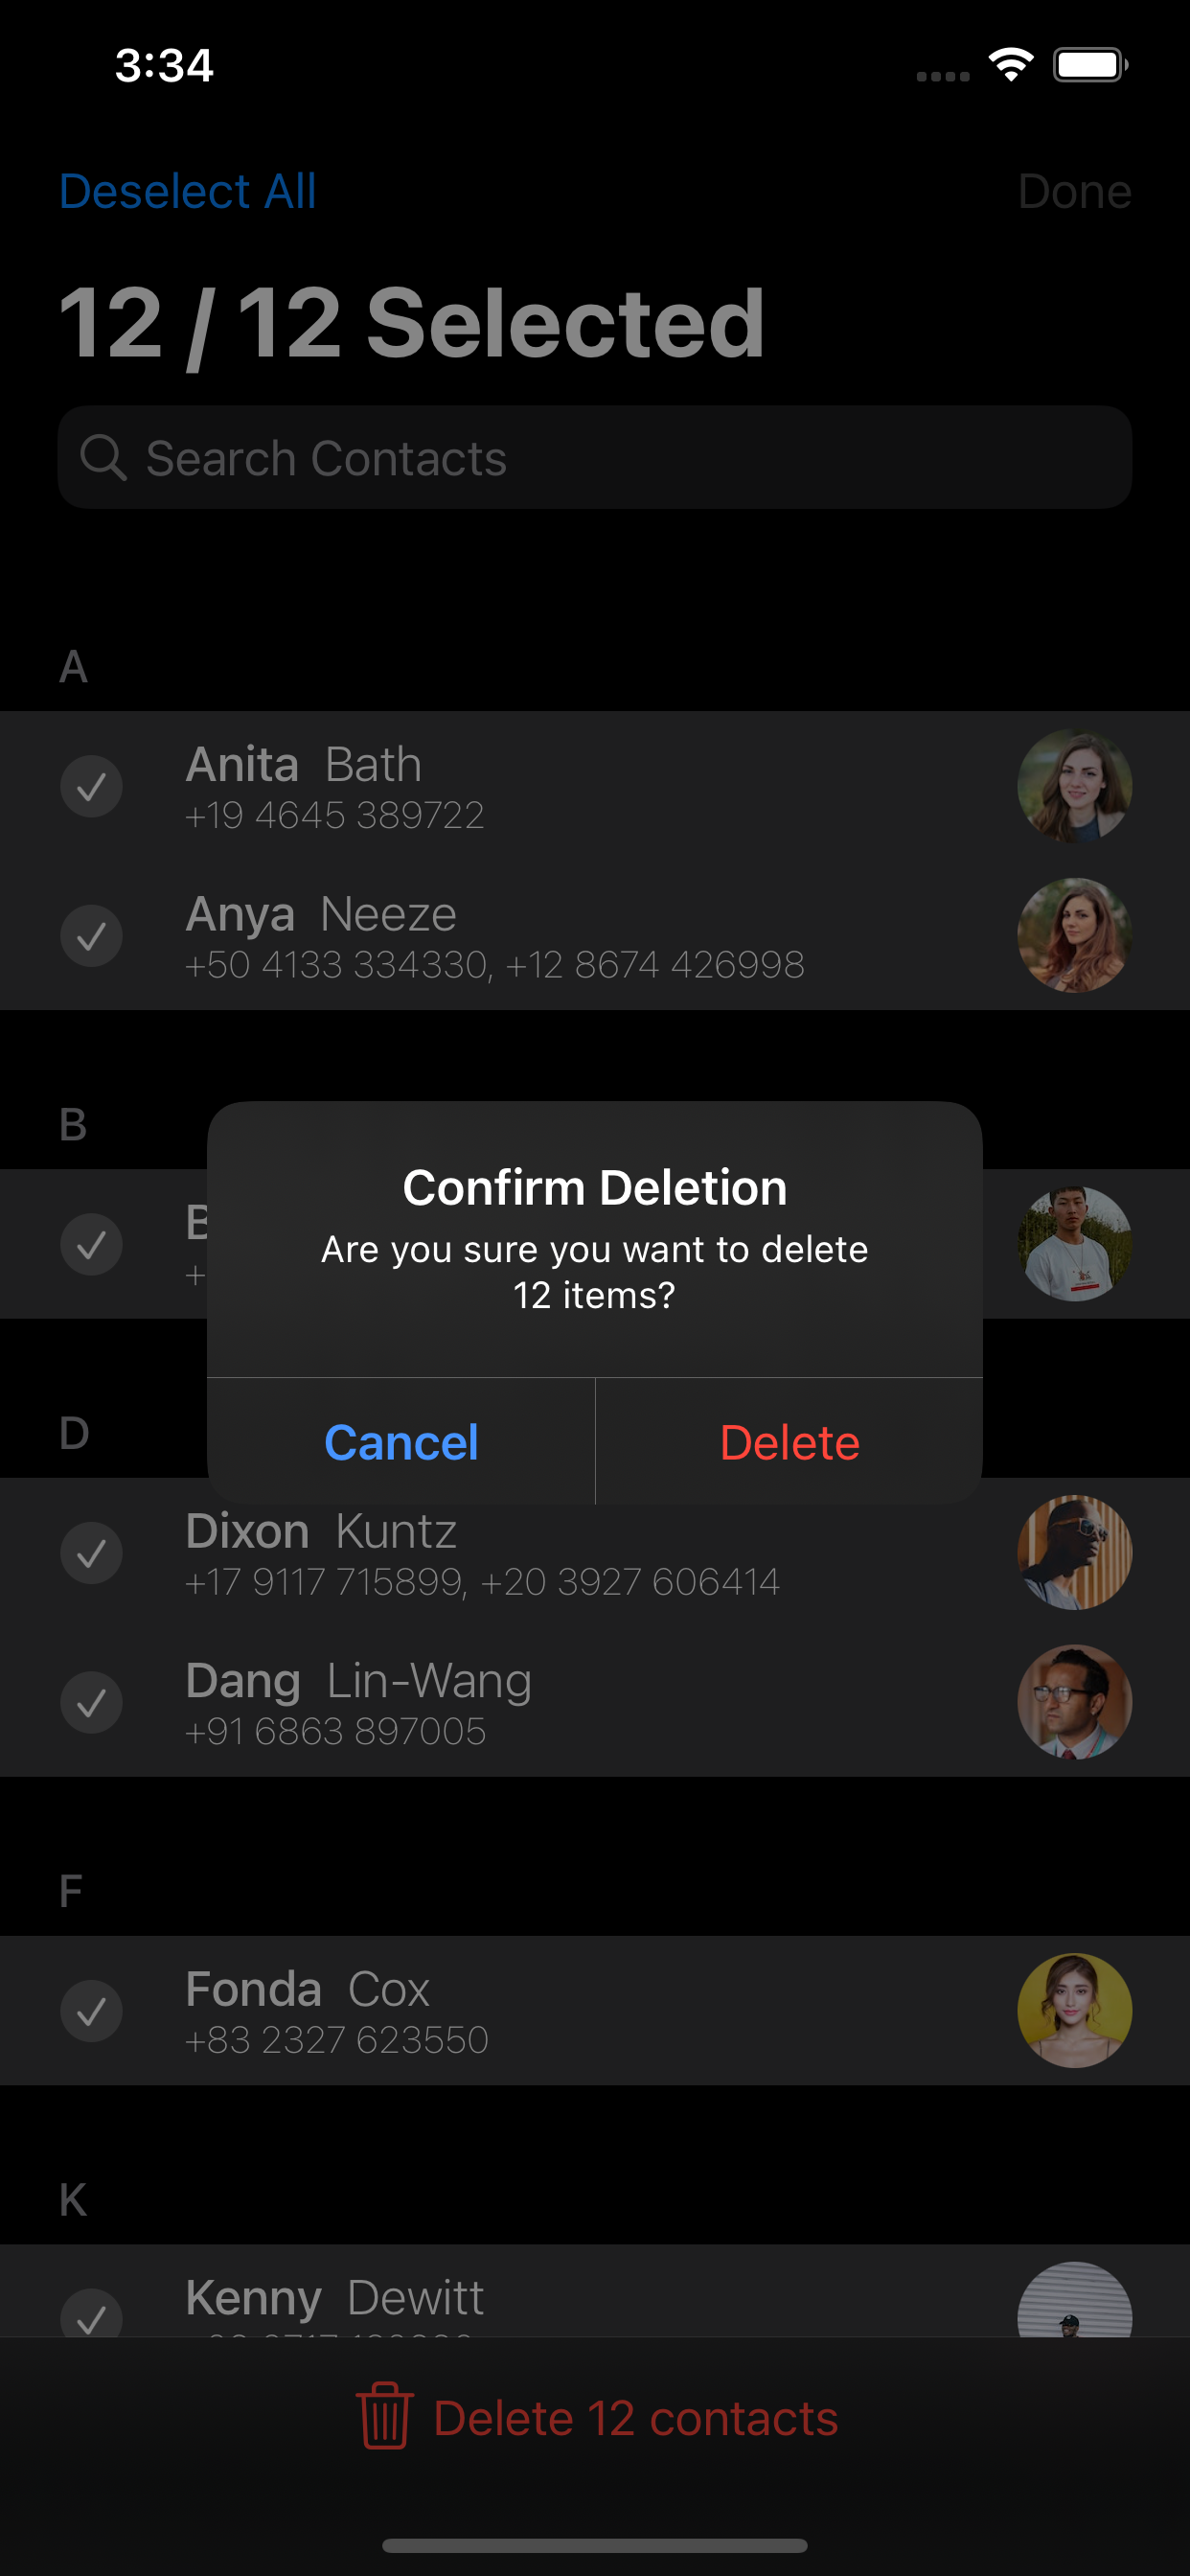 3:34
Deselect All
Done
12 / 12 Selected
Search Contacts
A
Anita Bath
+19 4645 389722
Anya Neeze
+50 4133 334330, +12 8674 426998
B
Confirm Deletion
Are you sure you want to delete
12 items?
Cancel
Delete
D
Dixon Kuntz
+17 9117 715899, +20 3927 606414
Dang Lin-Wang
+91 6863 897005
F
Fonda Cox
+83 2327 623550
K
Kenny Dewitt
Delete 12 contacts